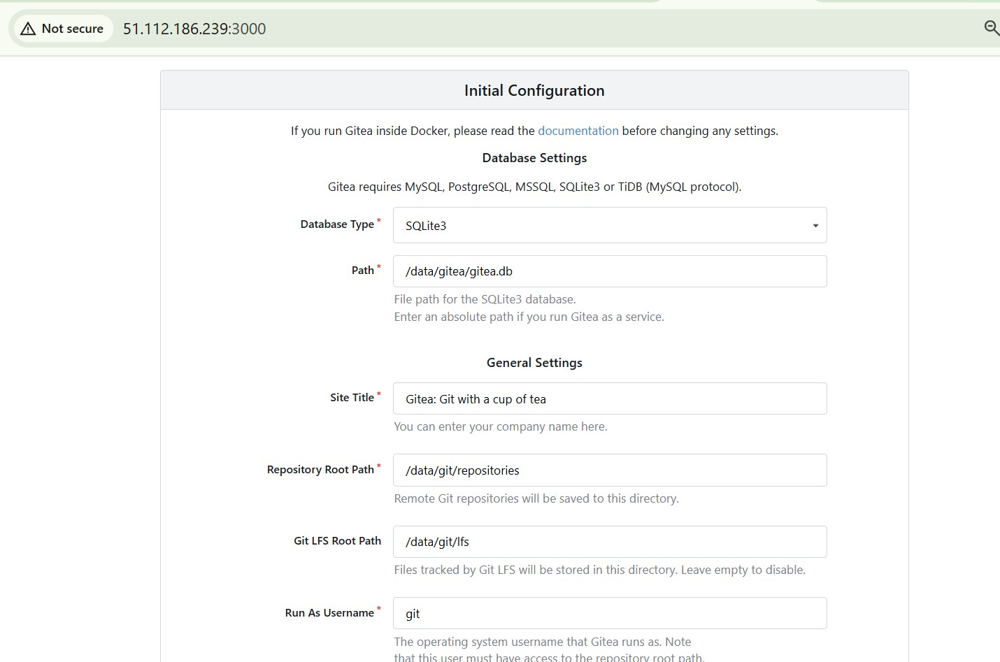 Not secure 51.112.186.239:3000
Initial Configuration
If you run Gitea inside Docker, please read the documentation before changing any settings.
Database Settings
Gitea requires MySQL, PostgreSQL, MSSQL, SQLite3 or TiDB (MySQL protocol).
Database Type * SQLite3
Path * /data/gitea/gitea.db
File path for the SQLite3 database.
Enter an absolute path if you run Gitea as a service.
General Settings
Site Title * Gitea: Git with a cup of tea
You can enter your company name here.
Repository Root Path * /data/git/repositories
Remote Git repositories will be saved to this directory.
Git LFS Root Path /data/git/lfs
Files tracked by Git LFS will be stored in this directory. Leave empty to disable.
Run As Username * git
The operating system username that Gitea runs as. Note
that this user must have access to the repository root path.